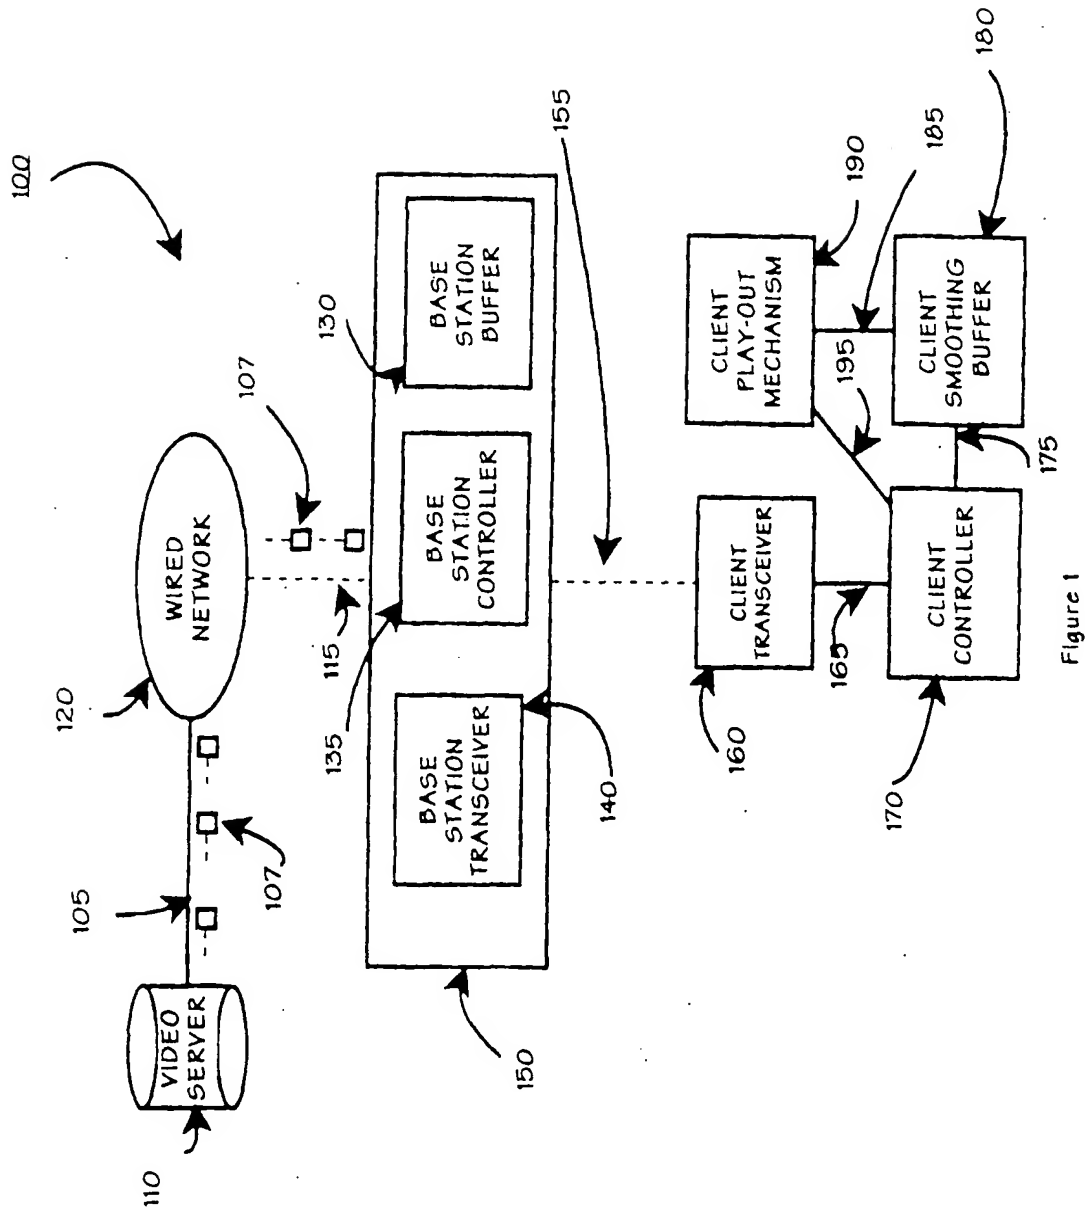 100
120
105
110
VIDEO
SERVER
WIRED
NETWORK
107
107
115
135
130
BASE
STATION
TRANSCEIVER
BASE
STATION
CONTROLLER
BASE
STATION
BUFFER
150
140
155
160
CLIENT
TRANSCEIVER
CLIENT
PLAY-OUT
MECHANISM
165
195
190
170
185
CLIENT
CONTROLLER
CLIENT
SMOOTHING
BUFFER
175
180
Figure 1